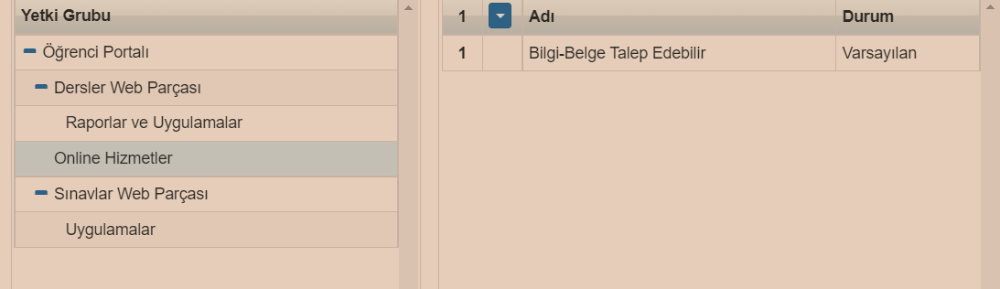 Yetki Grubu
Öğrenci Portalı
Dersler Web Parçası
Raporlar ve Uygulamalar
Online Hizmetler
Sınavlar Web Parçası
Uygulamalar
1 Adı Durum
1 Bilgi-Belge Talep Edebilir Varsayılan